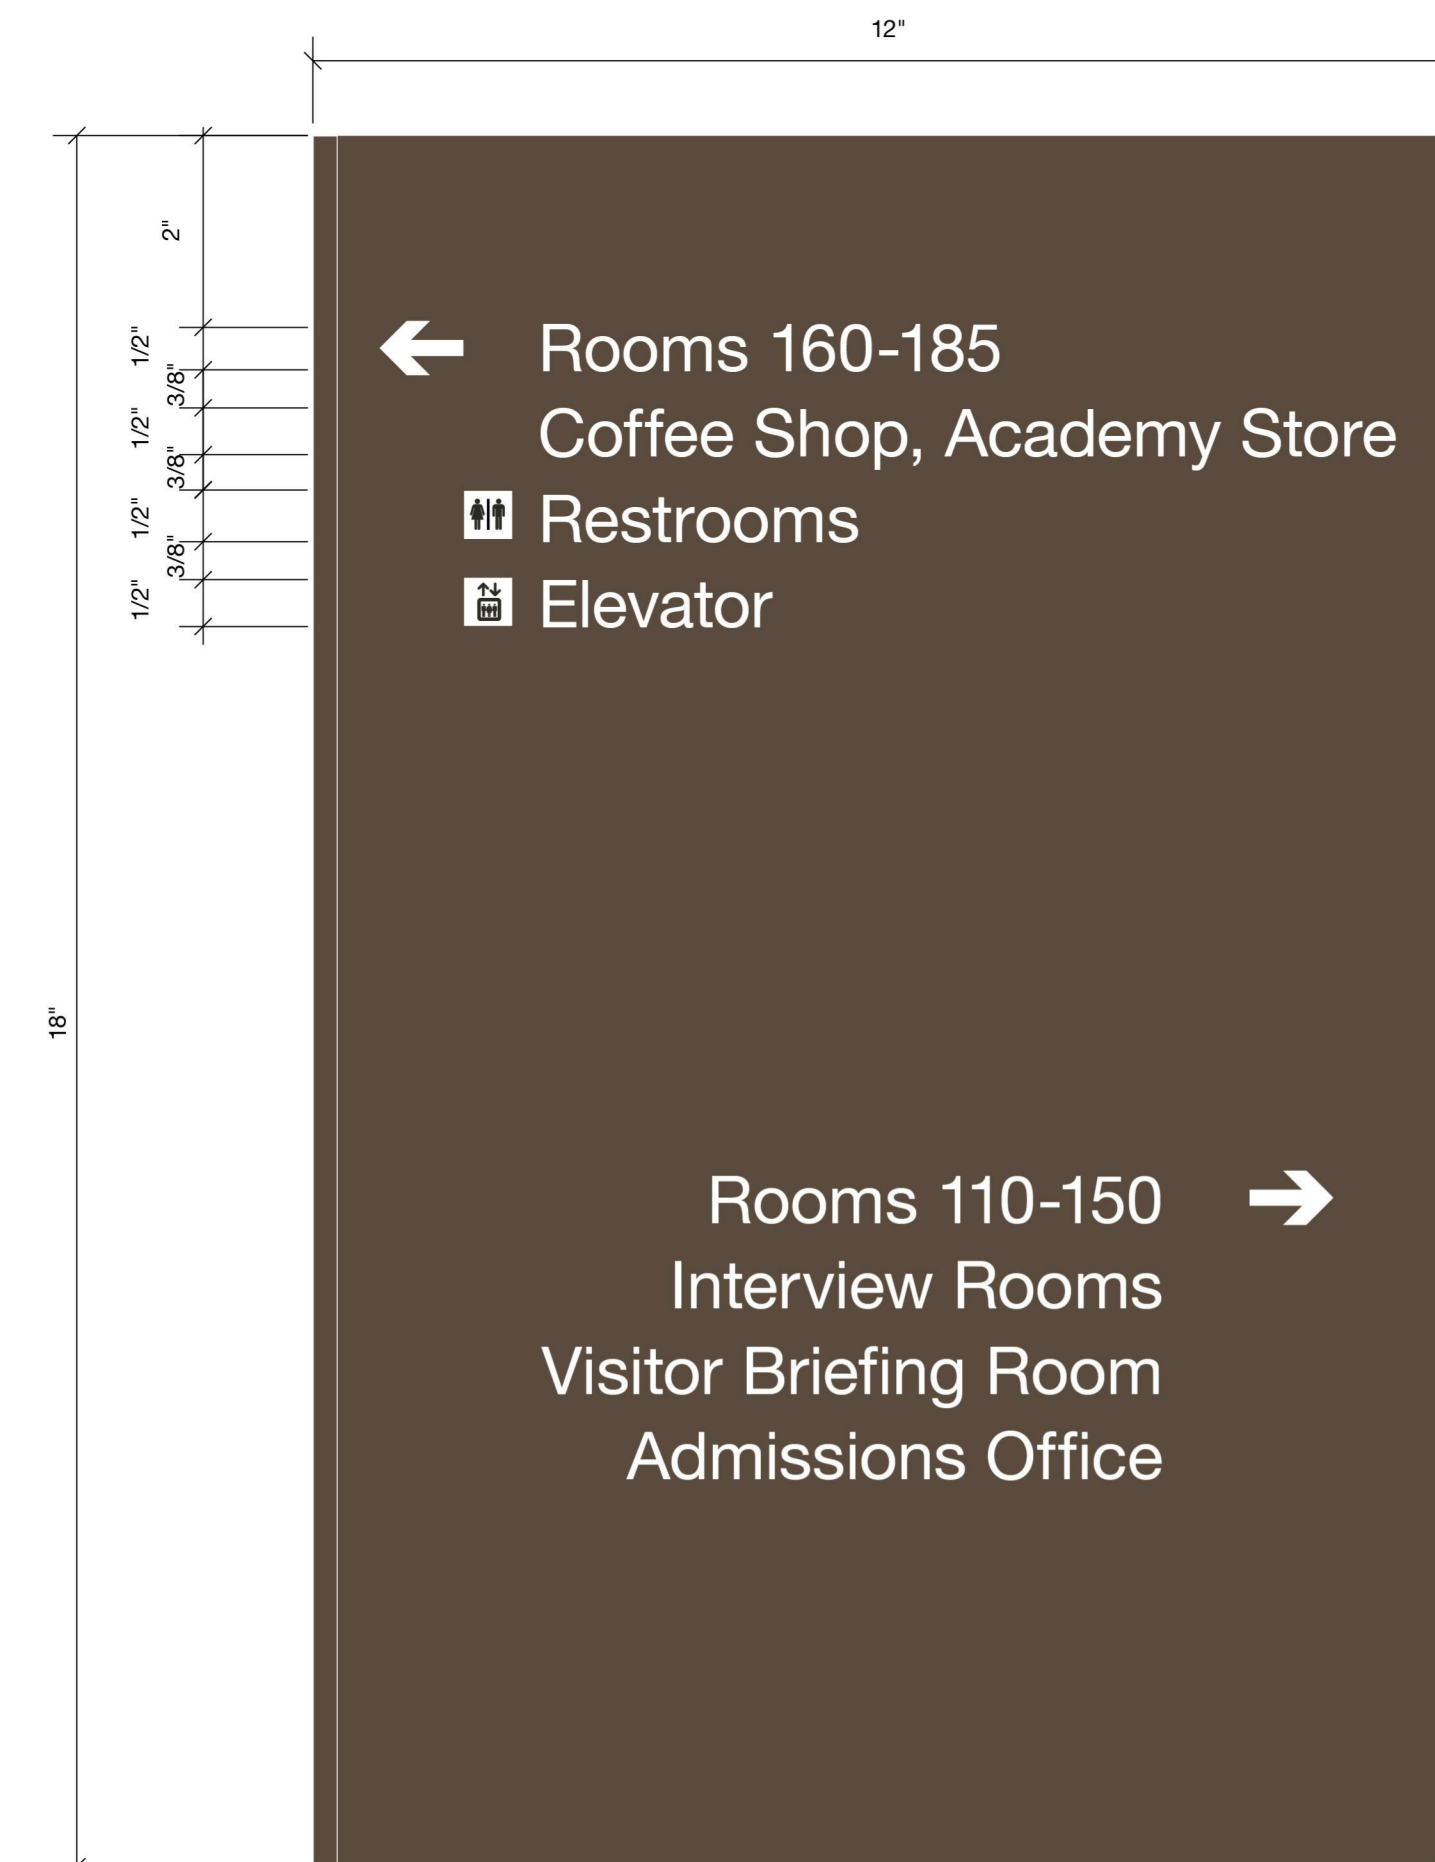 12"
2"
1/2"
3/8"
1/2"
3/8"
1/2"
3/8"
1/2"
18"
Rooms 160-185
Coffee Shop, Academy Store
Restrooms
Elevator
Rooms 110-150
Interview Rooms
Visitor Briefing Room
Admissions Office